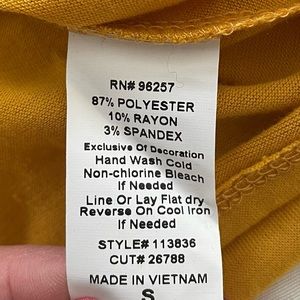 RN# 96257
87% POLYESTER
10% RAYON
3% SPANDEX
Exclusive Of Decoration
Hand Wash Cold
Non-chlorine Bleach
If Needed
Line Or Lay Flat dry
Reverse On Cool Iron
If Needed
STYLE# 113836
CUT# 26788
MADE IN VIETNAM
S